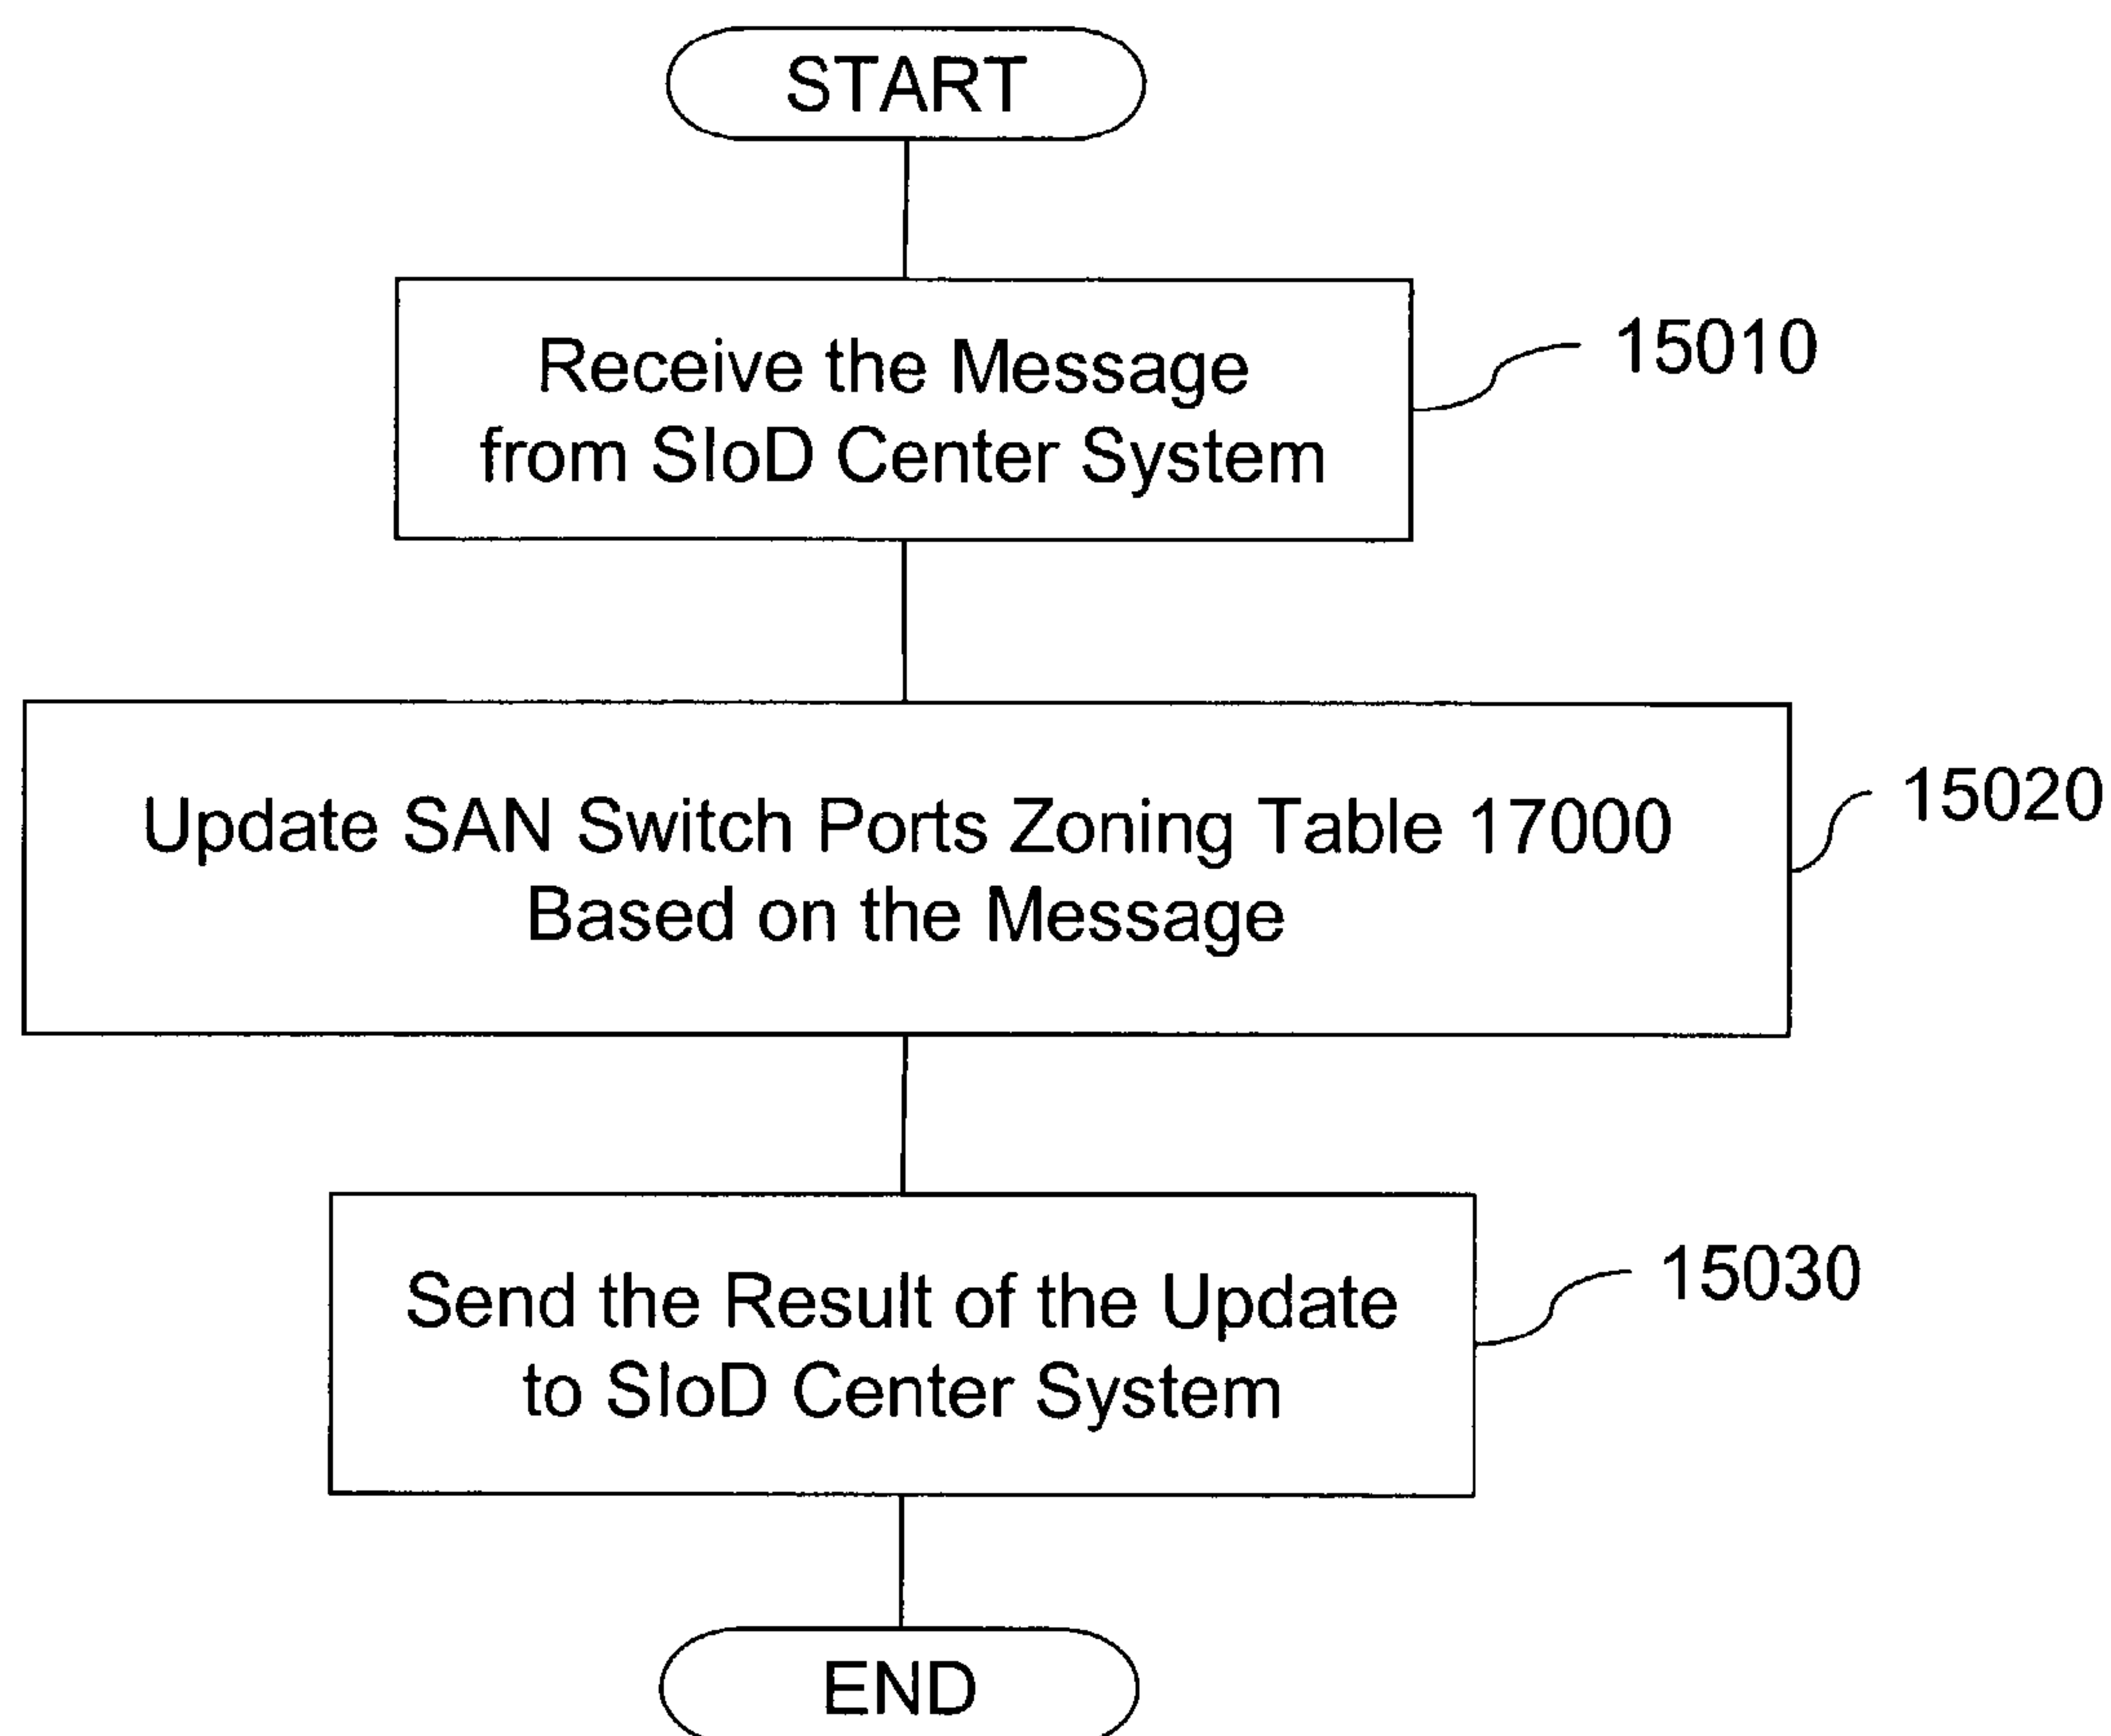 START
Receive the Message
from SIoD Center System
15010
Update SAN Switch Ports Zoning Table 17000
Based on the Message
15020
Send the Result of the Update
to SIoD Center System
15030
END